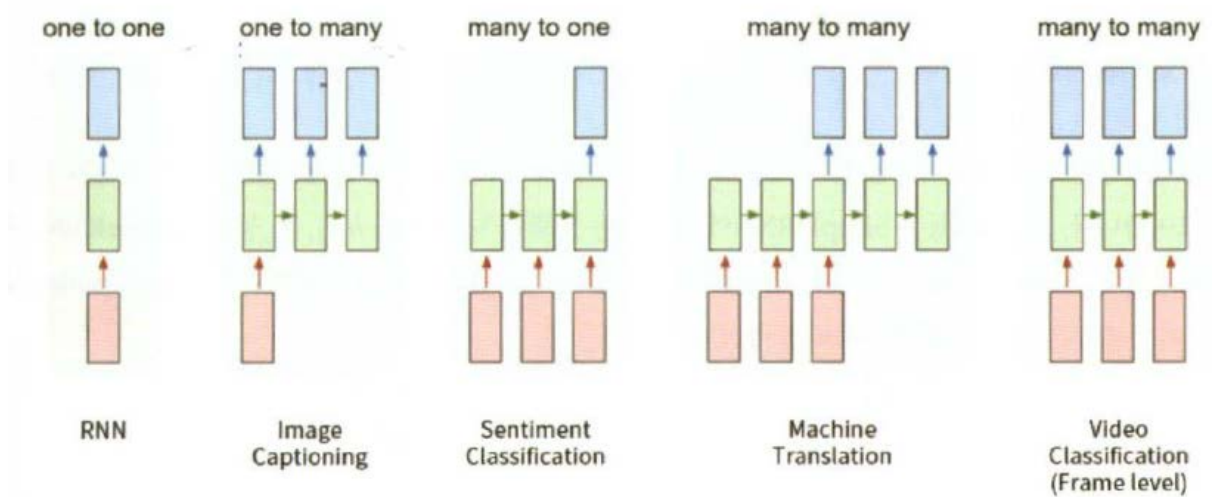 one to one
one to many
many to one
many to many
many to many
RNN
Image
Captioning
Sentiment
Classification
Machine
Translation
Video
Classification
(Frame level)